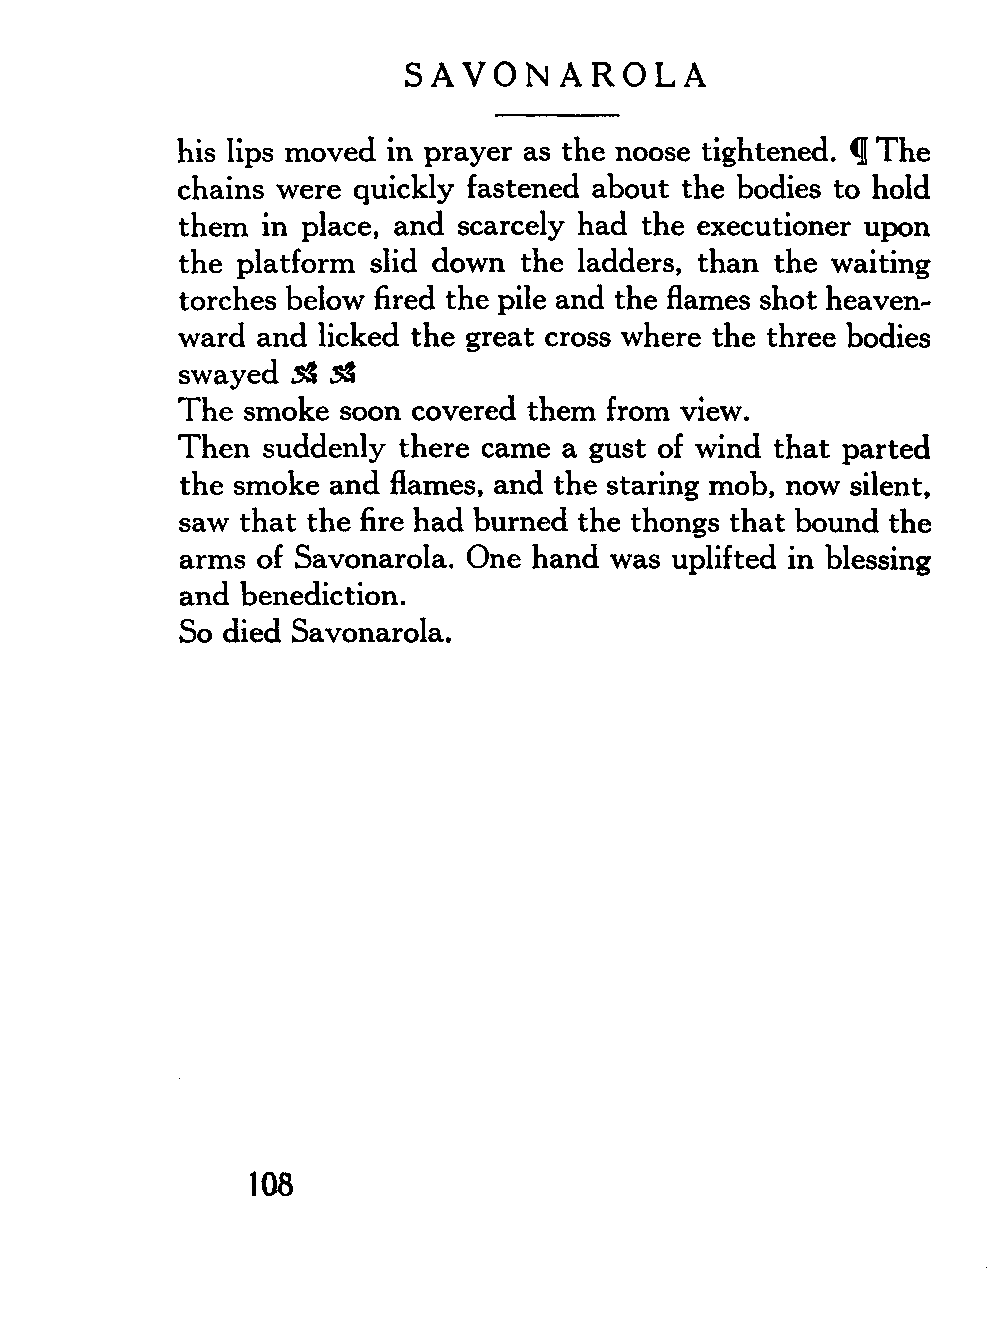 SAVONAROLA
his lips moved in prayer as the noose tightened. ¶ The
chains were quickly fastened about the bodies to hold
them in place, and scarcely had the executioner upon
the platform slid down the ladders, than the waiting
torches below fired the pile and the flames shot heaven-
ward and licked the great cross where the three bodies
swayed
The smoke soon covered them from view.
Then suddenly there came a gust of wind that parted
the smoke and flames, and the staring mob, now silent,
saw that the fire had burned the thongs that bound the
arms of Savonarola. One hand was uplifted in blessing
and benediction.
So died Savonarola.
108